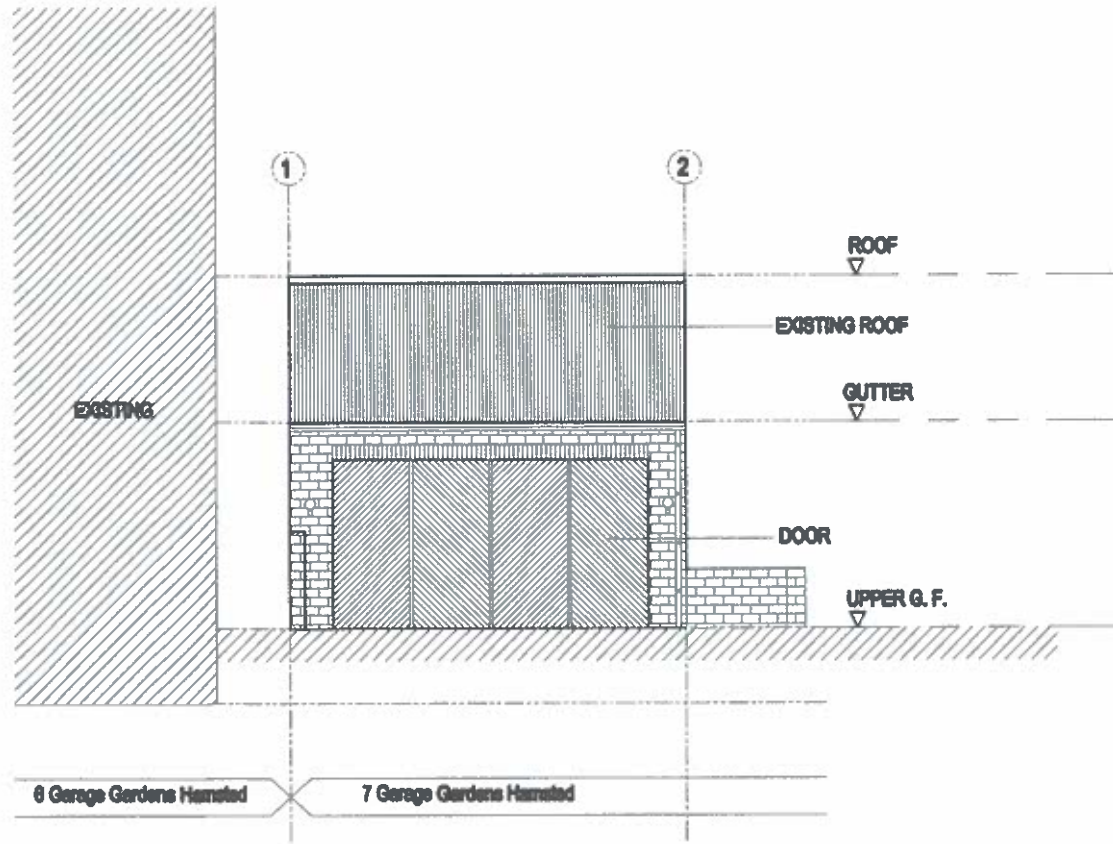 1
2
ROOF
EXISTING ROOF
EXISTING
GUTTER
DOOR
UPPER G. F.
6 Garage Gardens Hamsted
7 Garage Gardens Hamsted